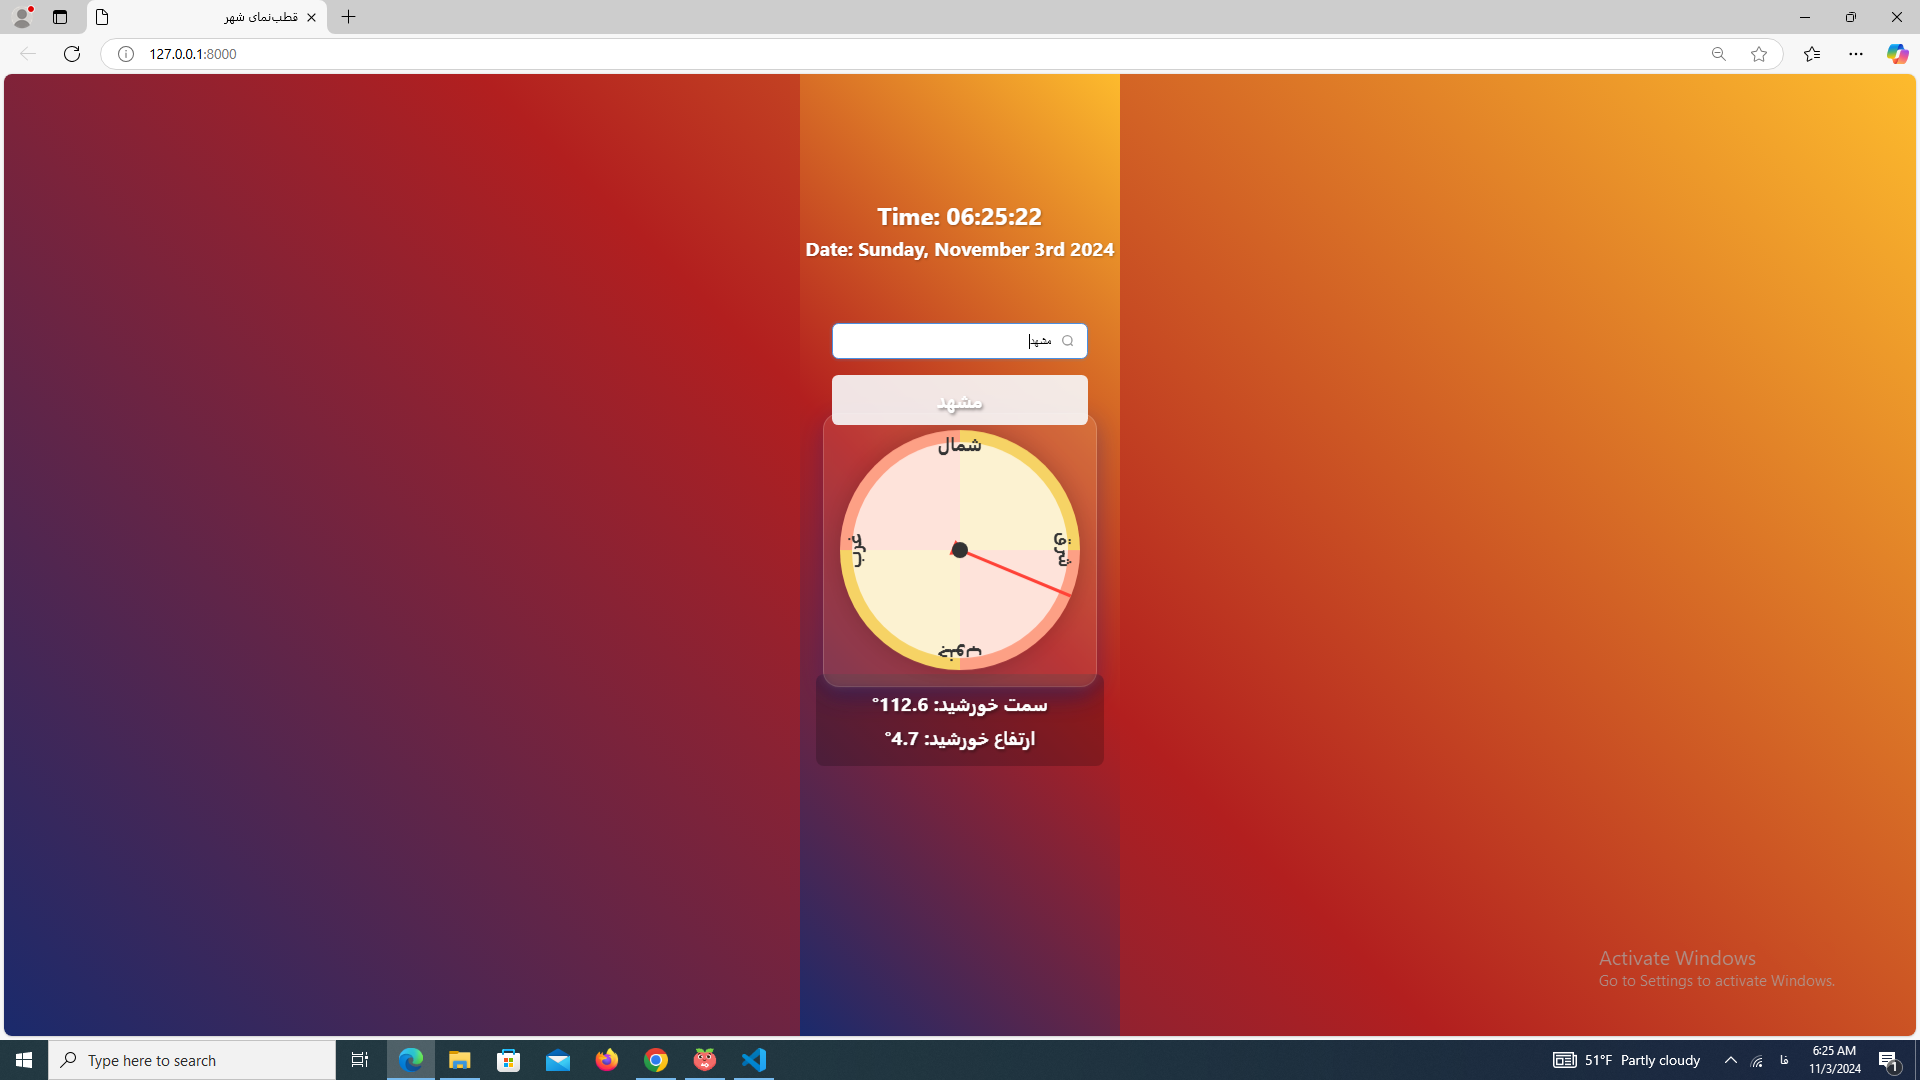 قطب‌نمای شهر
127.0.0.1:8000
Time: 06:25:22
Date: Sunday, November 3rd 2024
مشهد
مشهد
شمال
غرب
شرق
جنوب
سمت خورشید: 112.6°
ارتفاع خورشید: 4.7°
Activate Windows
Go to Settings to activate Windows.
Type here to search
51°F Partly cloudy
فا
6:25 AM
11/3/2024
1